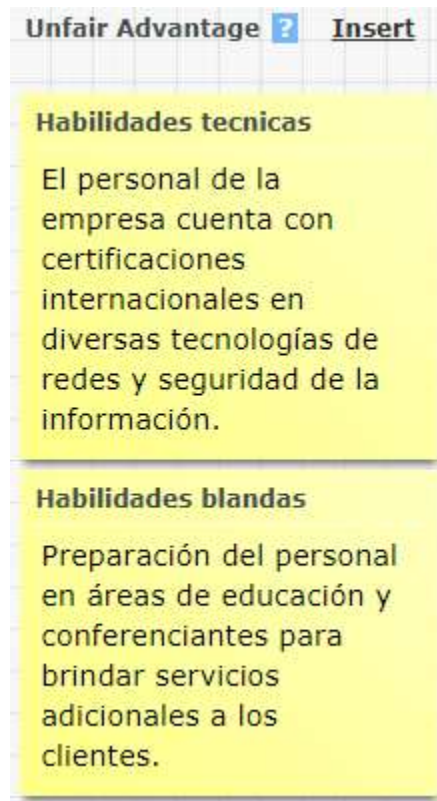 Unfair Advantage ? Insert
Habilidades tecnicas
El personal de la
empresa cuenta con
certificaciones
internacionales en
diversas tecnologías de
redes y seguridad de la
información.
Habilidades blandas
Preparación del personal
en áreas de educación y
conferenciantes para
brindar servicios
adicionales a los
clientes.